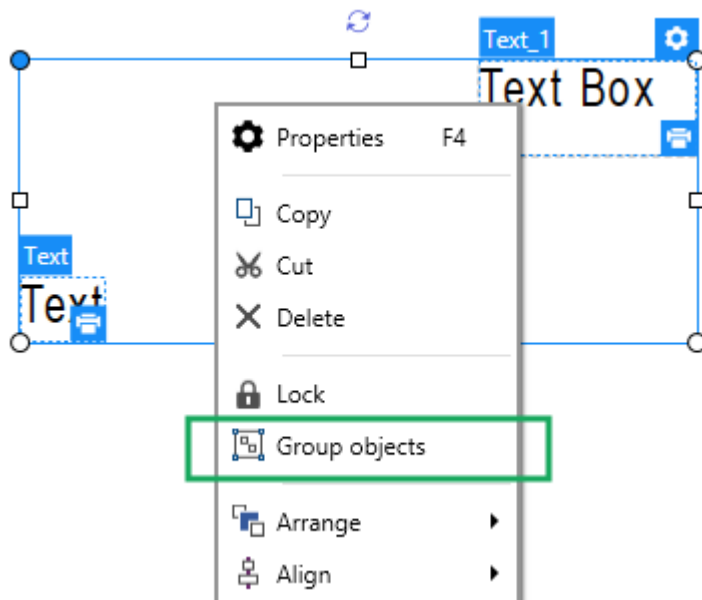 Text_1
Text Box
Properties F4
Copy
Cut
Text
Text
Delete
Lock
Group objects
Arrange
Align